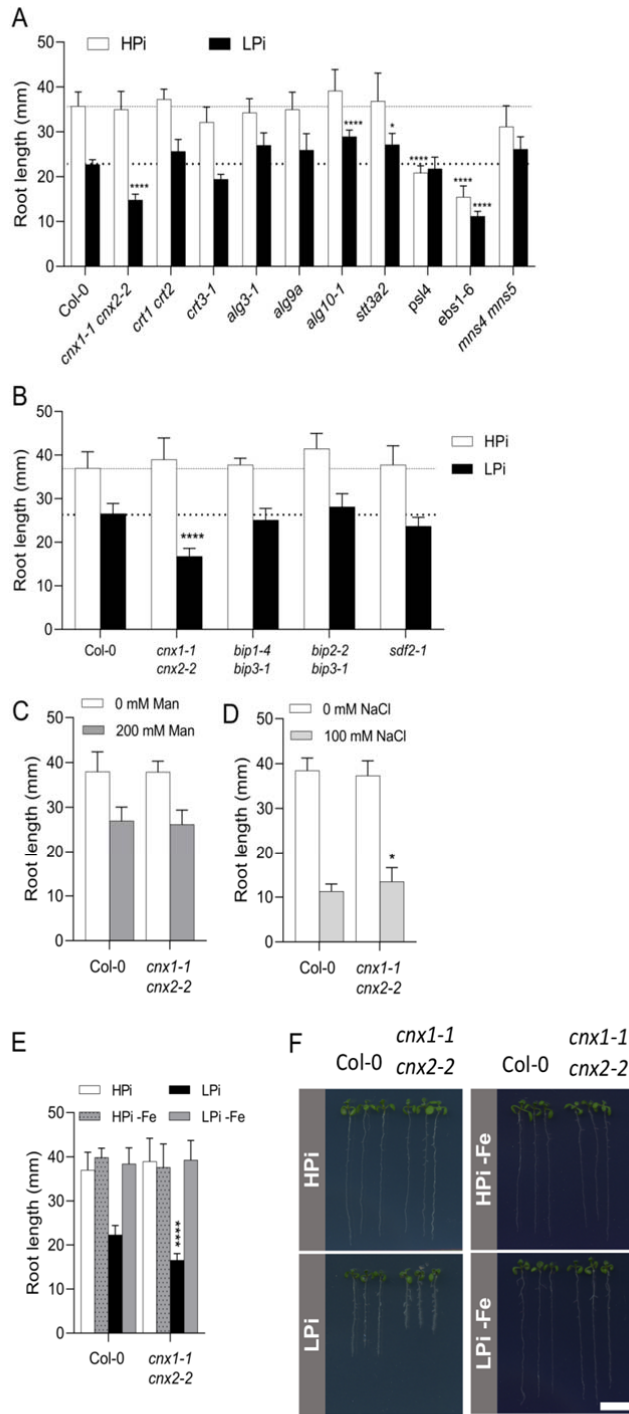 A
HPi LPi
50
40
30
20
10
0
Root length (mm)
****
****
*
****
****
****
Col-0
cnx1-1 cnx2-2
crt1 crt2
crt3-1
alg3-1
alg9a
alg10-1
stt3a2
psl4
ebs1-6
mns4 mns5
B
50
40
30
20
10
0
Root length (mm)
HPi
LPi
****
Col-0
cnx1-1
cnx2-2
bip1-4
bip3-1
bip2-2
bip3-1
sdf2-1
C
0 mM Man
200 mM Man
50
40
30
20
10
0
Root length (mm)
Col-0
cnx1-1
cnx2-2
D
0 mM NaCl
100 mM NaCl
50
40
30
20
10
0
Root length (mm)
*
Col-0
cnx1-1
cnx2-2
E
HPi LPi
HPi -Fe LPi -Fe
50
40
30
20
10
0
Root length (mm)
****
Col-0
cnx1-1
cnx2-2
F
Col-0
cnx1-1
cnx2-2
Col-0
cnx1-1
cnx2-2
HPi
HPi -Fe
LPi
LPi -Fe